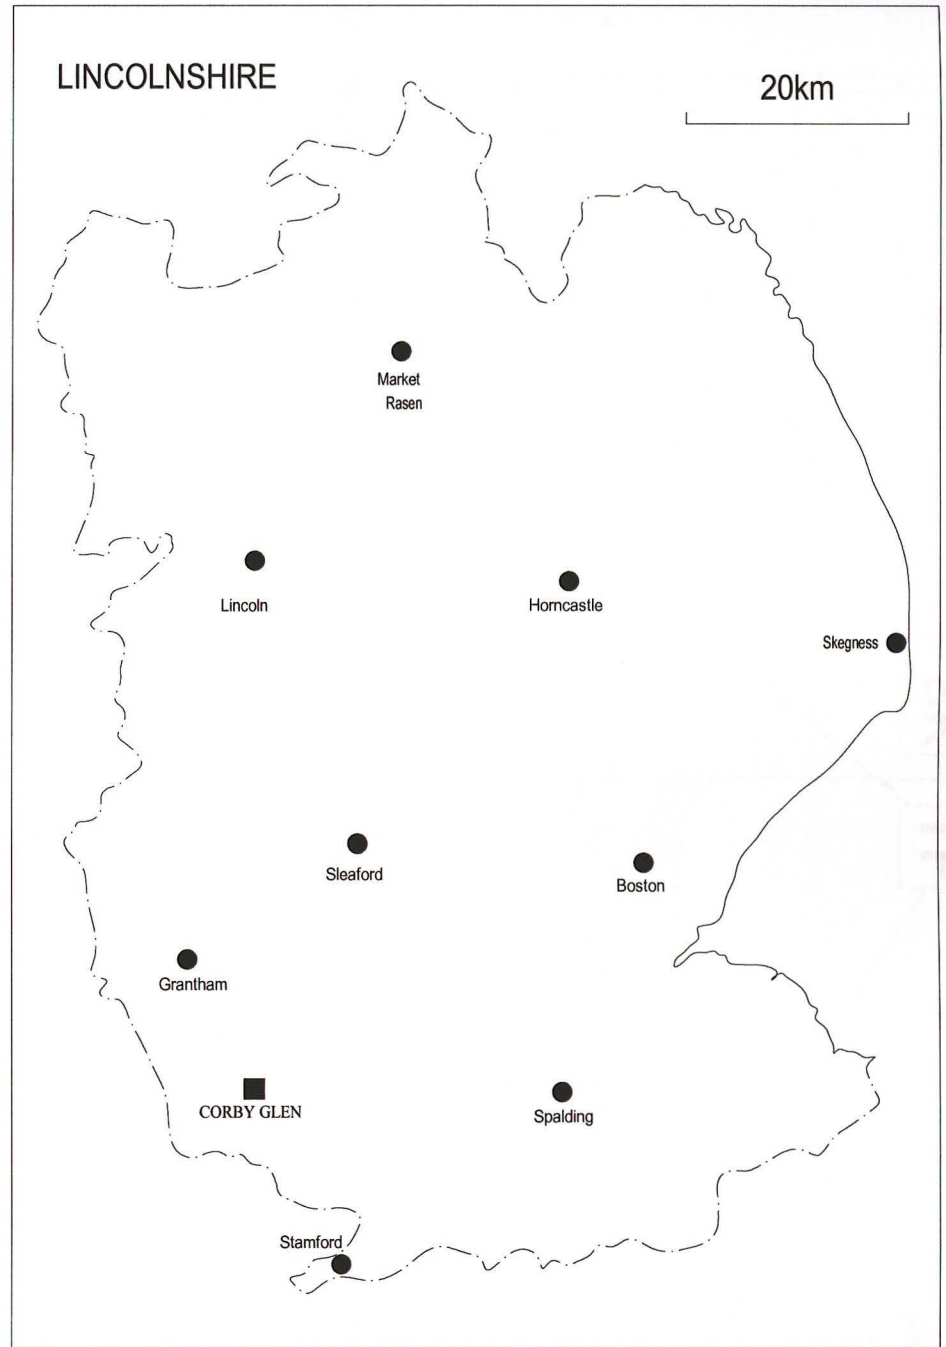 LINCOLNSHIRE
20km
Market
Rasen
Lincoln
Horncastle
Skegness
Sleaford
Boston
Grantham
CORBY GLEN
Spalding
Stamford